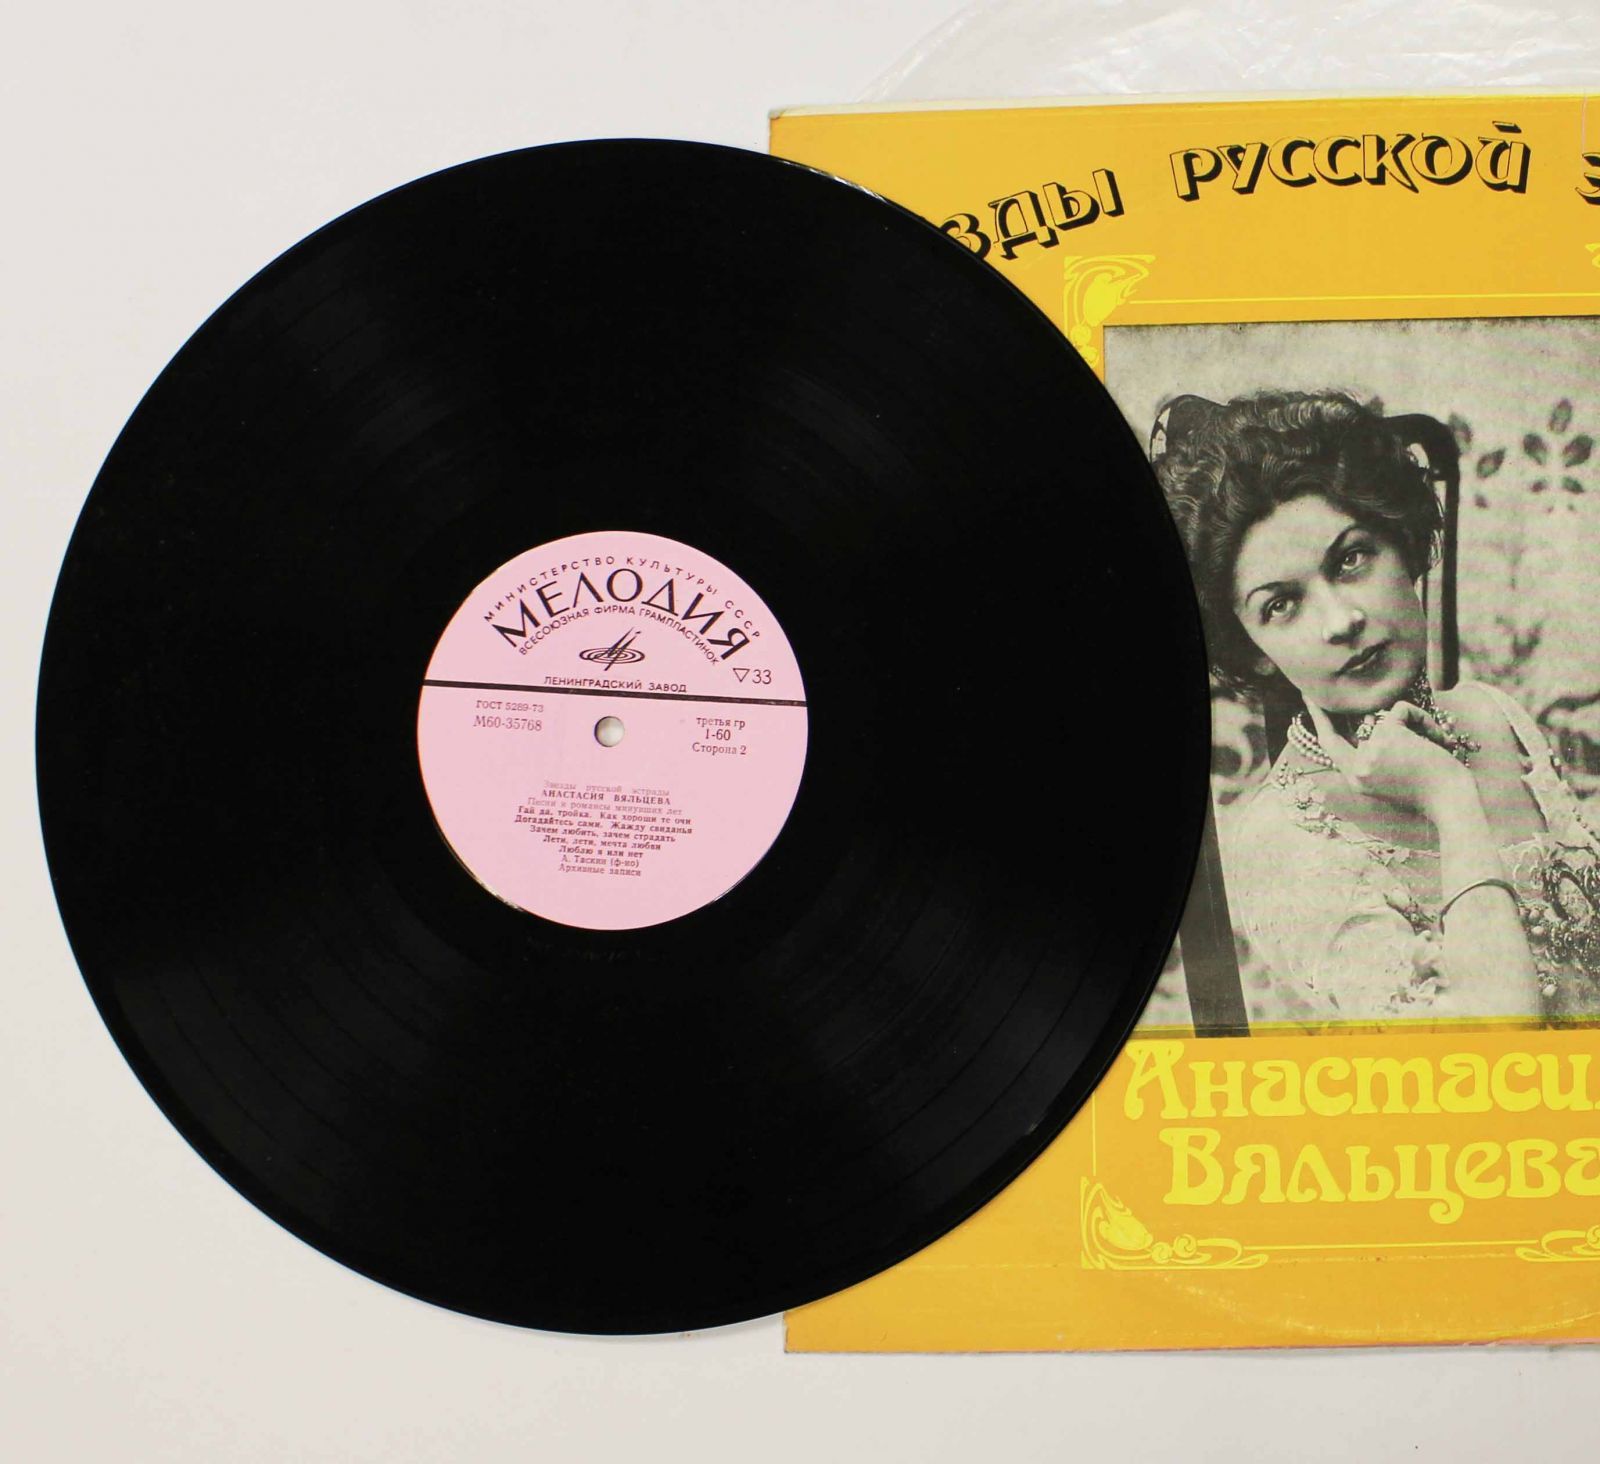 МИНИСТЕРСТВО КУЛЬТУРЫ СССР
МЕЛОДИЯ
ВСЕСОЮЗНАЯ ФИРМА ГРАМПЛАСТИНОК
ЛЕНИНГРАДСКИЙ ЗАВОД
▽33
ГОСТ 5289-73
М60-35768
третья гр
1-60
Сторона 2
Звезды русской эстрады
АНАСТАСИЯ ВЯЛЬЦЕВА
Песни и романсы минувших лет
Гай да, тройка. Как хороши те очи
Догадайтесь сами. Жажду свиданья
Зачем любить, зачем страдать
Лети, лети, мечта любви
Люблю я или нет
А. Таскин (ф-но)
Архивные записи
зды русской э
Анастаси
Вяльцева